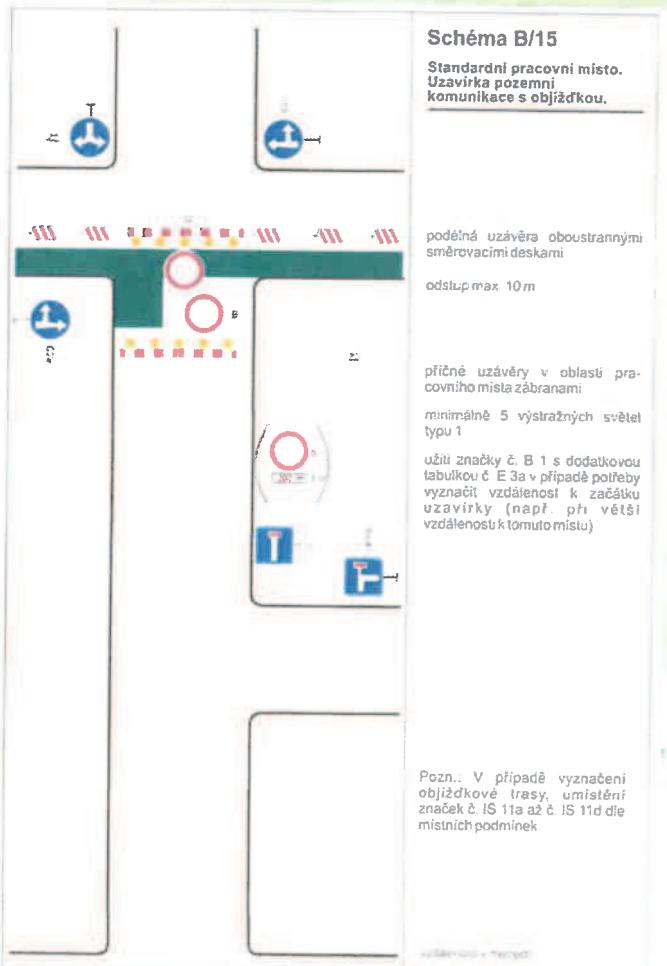 Schéma B/15
Standardní pracovní místo.
Uzavírka pozemní
komunikace s objížďkou.
podélná uzávěra oboustrannými
směrovacími deskami
odstup max. 10 m
příčné uzávěry v oblasti pra-
covního místa zábranami
minimálně 5 výstražných světel
typu 1
užití značky č. B 1 s dodatkovou
tabulkou č. E 3a v případě potřeby
vyznačit vzdálenost k začátku
uzavírky (např. při větší
vzdálenosti k tomuto místu)
Pozn.: V případě vyznačení
objížďkové trasy, umístění
značek č. IS 11a až č. IS 11d dle
místních podmínek